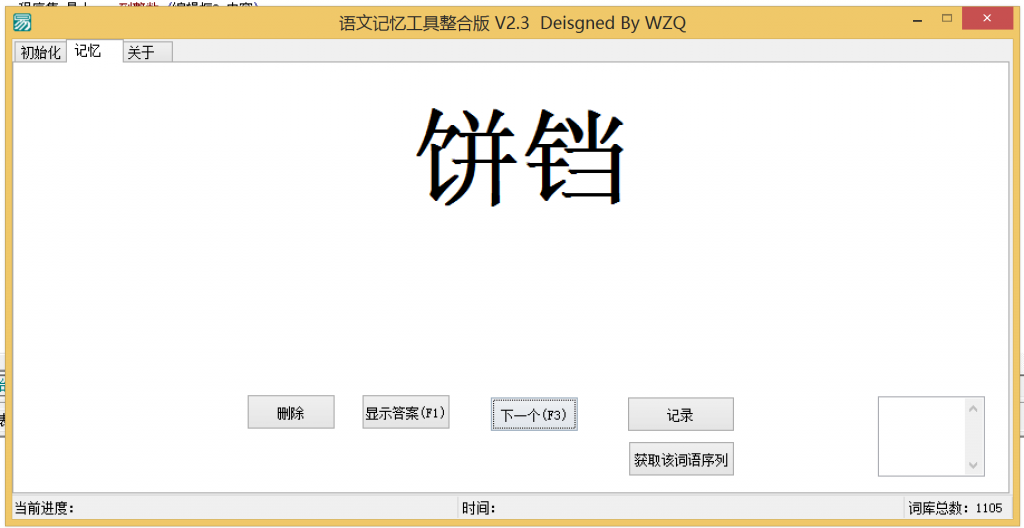 语文记忆工具整合版 V2.3 Deisgned By WZQ
初始化 记忆 关于
饼铛
删除 显示答案(F1) 下一个(F3) 记录
获取该词语序列
当前进度: 时间: 词库总数: 1105